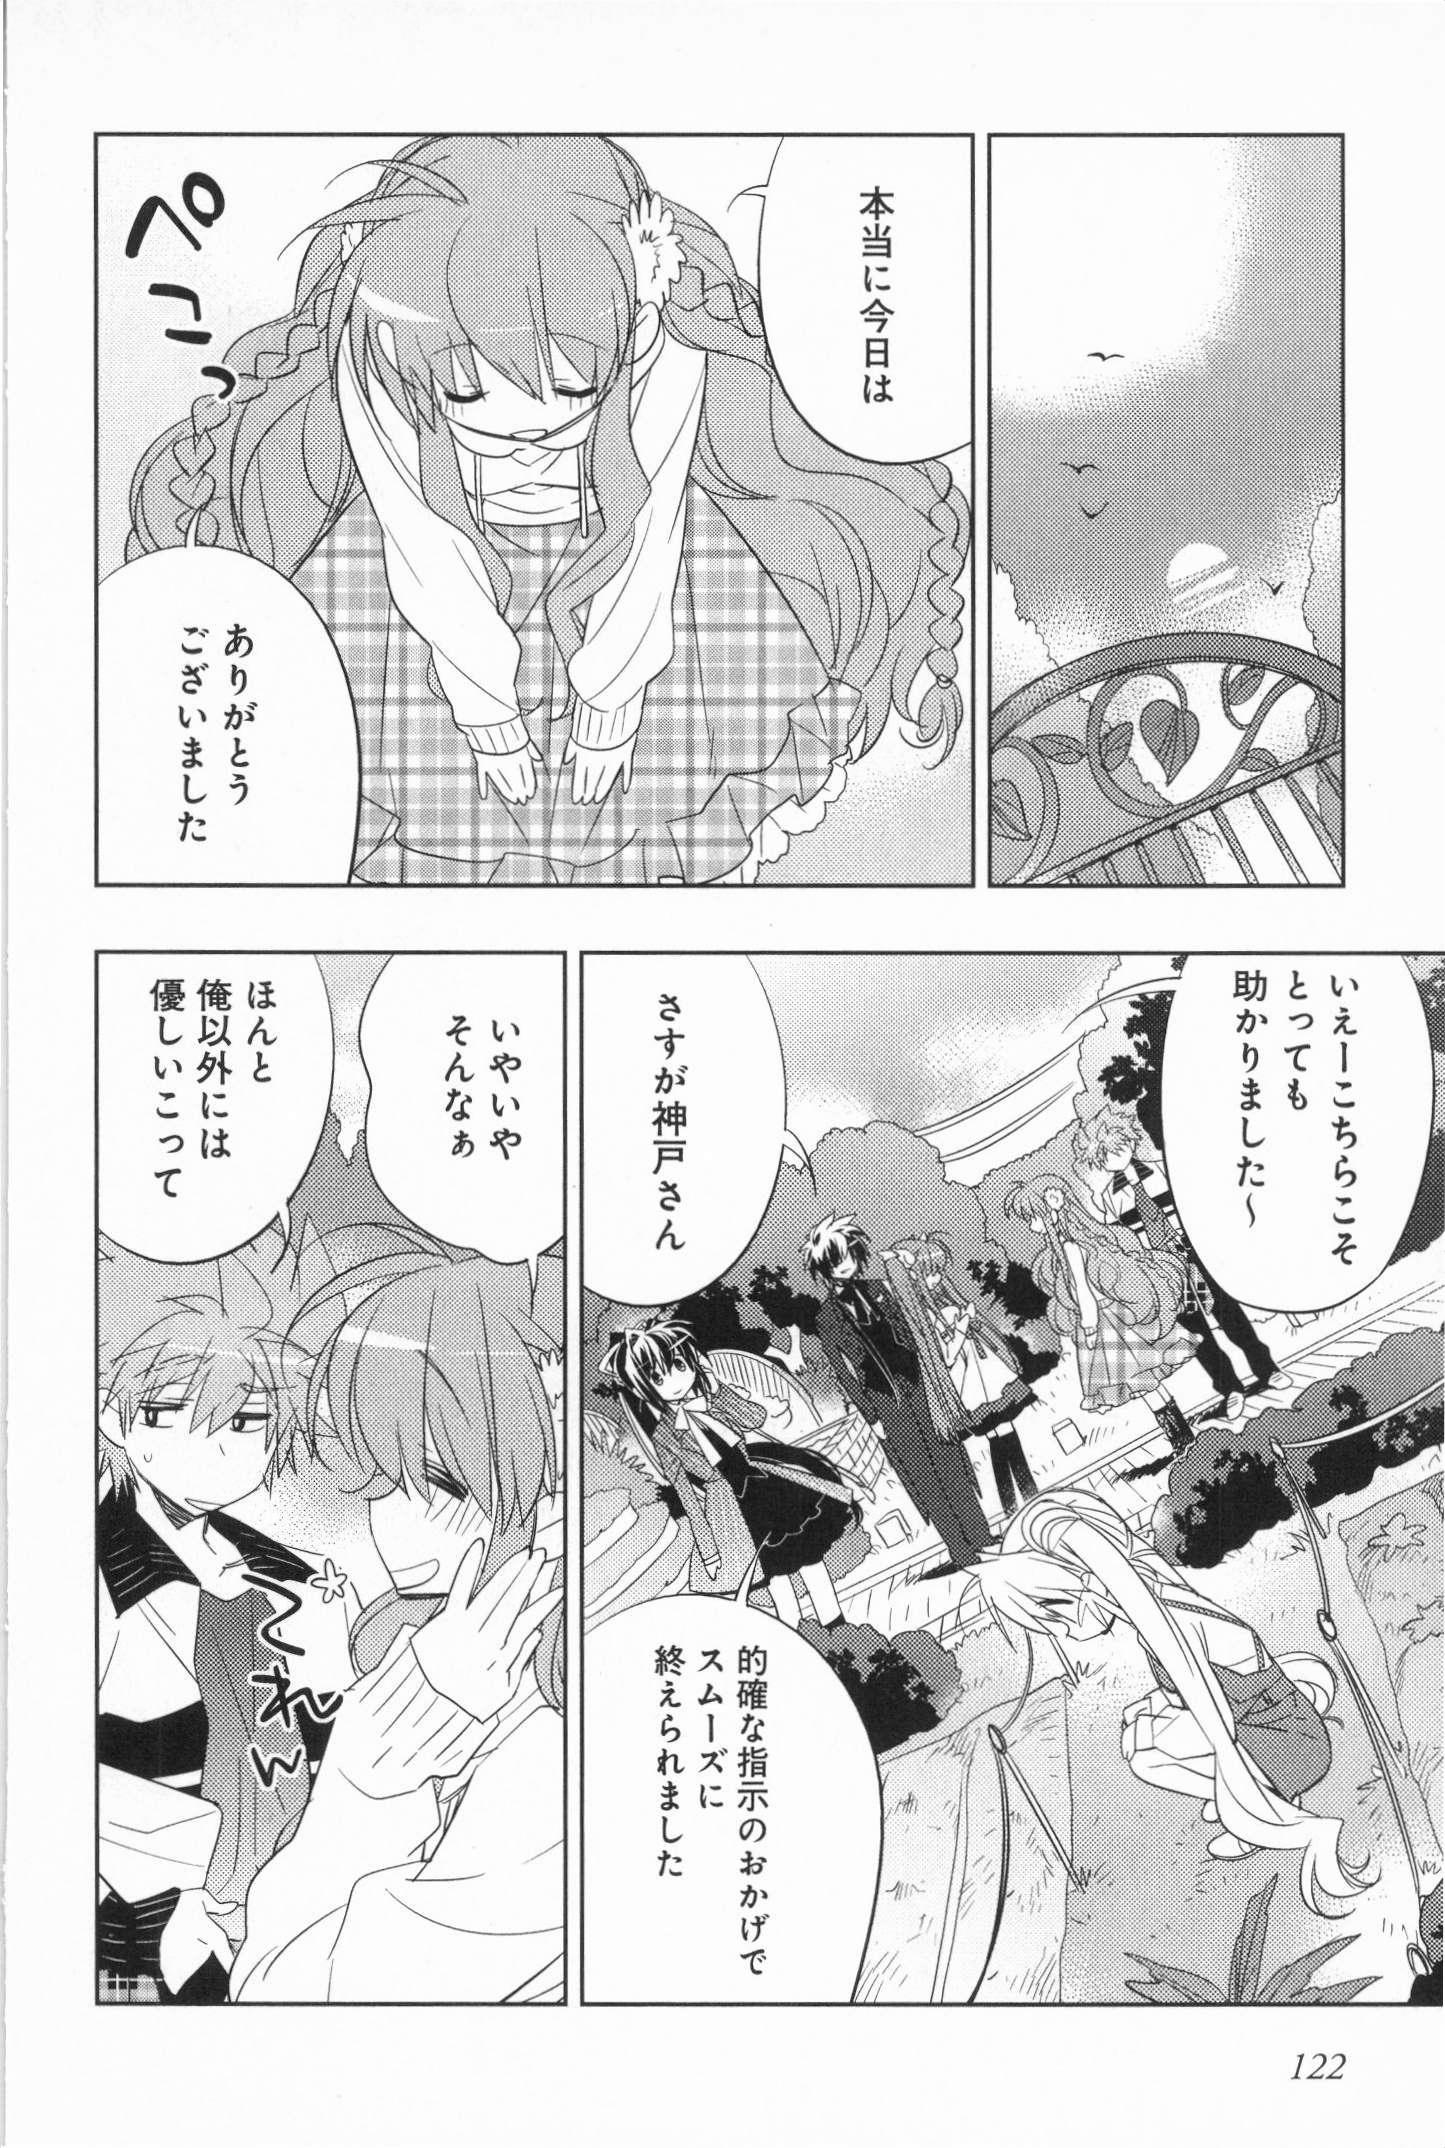 本当に今日は
ペコっ
ありがとう
ございました
いえーこちらこそ
とっても
助かりました～
さすが神戸さん
的確な指示のおかげで
スムーズに
終えられました
いやいや
そんなぁ
ほんと
俺以外には
優しいこって
てれれん
122